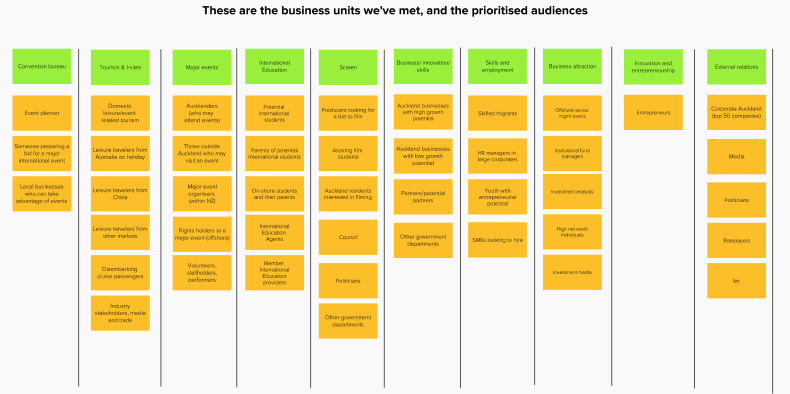 These are the business units we've met, and the prioritised audiences
Convention bureau
Event planner
Someone preparing a
bid for a major
international event
Local businesses
who can take
advantage of events
Tourism & I-sites
Domestic
leisure/event
related tourism
Leisure travelers from
Australia on holiday
Leisure travelers from
China
Leisure travelers from
other markets
Disembarking
cruise passengers
Industry
stakeholders, media
and trade
Major events
Aucklanders
(who may
attend events)
Those outside
Auckland who may
visit an event
Major event
organisers
(within NZ)
Rights holders to a
major event (offshore)
Volunteers,
stallholders,
performers
International
Education
Potential
international
students
Parents of potential
international students
On-shore students
and their parents
International
Education
Agents
Member
International
Education
providers
Screen
Producers looking for
a site to film
Aspiring film
students
Auckland residents
interested in filming
Council
Politicians
Other government
departments
Business/ innovation/
skills
Auckland businesses
with high growth
potential
Auckland businesses
with low growth
potential
Partners/potential
partners
Other government
departments
Skills and
employment
Skilled migrants
HR managers in
large corporates
Youth with
entrepreneurial
potential
SMEs looking to hire
Business attraction
Offshore senior
mgm execs
Institutional fund
managers
Investment analysts
High net worth
individuals
Investment media
Innovation and
entrepreneurship
Entrepreneurs
External relations
Corporate Auckland
(top 50 companies)
Media
Politicians
Ratepayers
Iwi